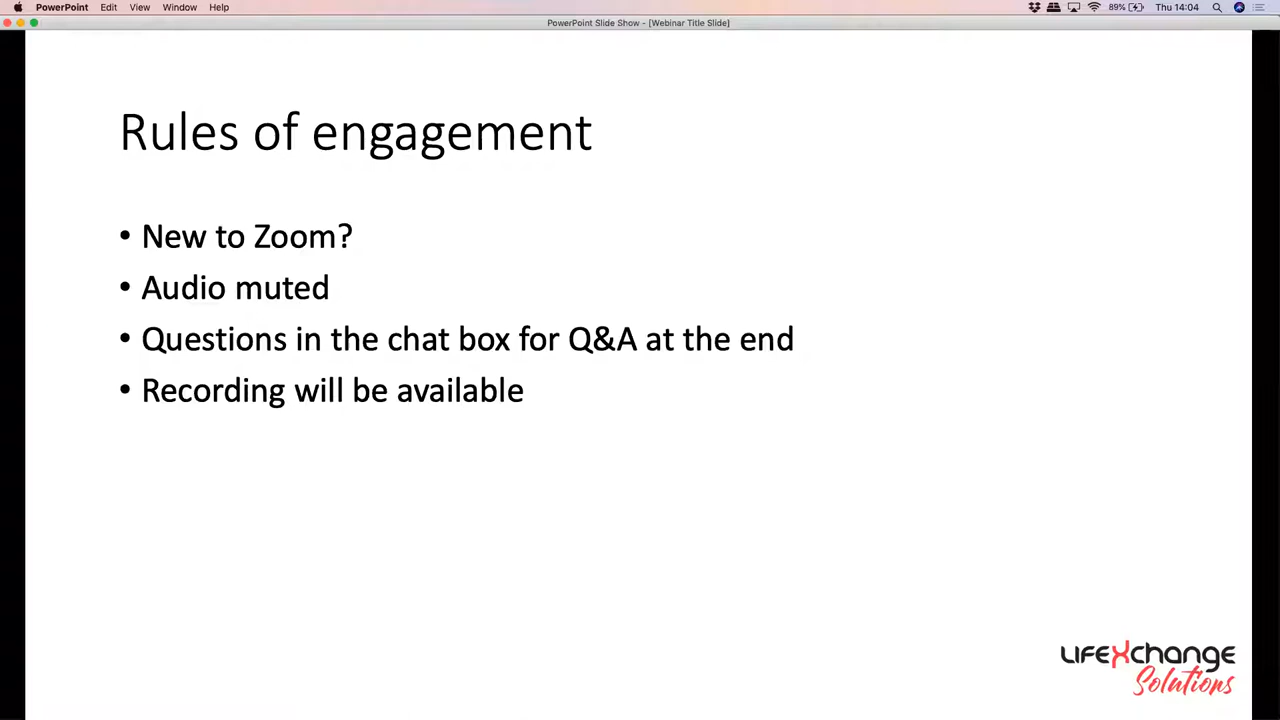 PowerPoint Edit View Window Help 89% Thu 14:04
PowerPoint Slide Show - [Webinar Title Slide]
Rules of engagement
• New to Zoom?
• Audio muted
• Questions in the chat box for Q&A at the end
• Recording will be available
LIFEXchange
Solutions